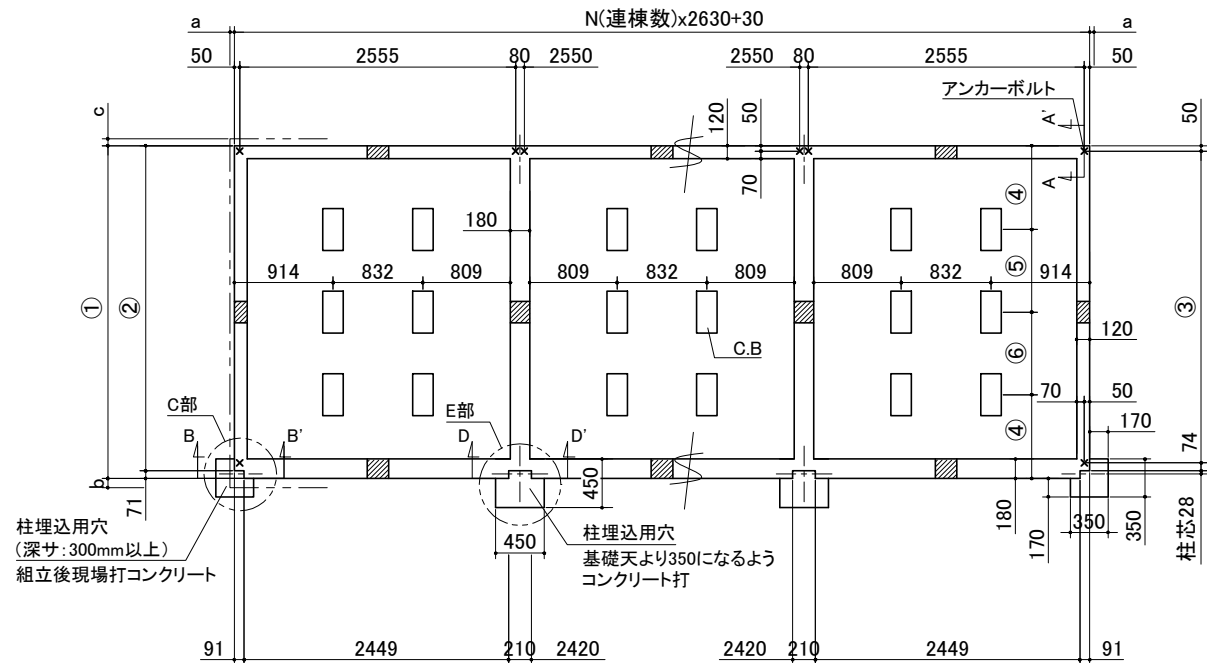 N(連棟数)x2630+30
a
a
50
2555
80
2550
2550
80
2555
50
アンカーボルト
c
120
50
70
A'
A
50
④
180
914
832
809
809
832
809
809
832
914
⑤
①
②
③
C.B
⑥
120
C部
E部
70
50
④
170
B
B'
D
D'
74
b
71
450
180
170
350
350
柱芯28
柱埋込用穴
(深サ:300mm以上)
組立後現場打コンクリート
450
柱埋込用穴
基礎天より350になるよう
コンクリート打
91
2449
210
2420
2420
210
2449
91